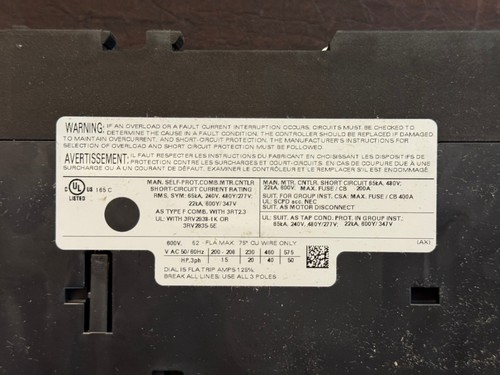 WARNING: IF AN OVERLOAD OR A FAULT CURRENT INTERRUPTION OCCURS, CIRCUITS MUST BE CHECKED TO
DETERMINE THE CAUSE IN A FAULT CONDITION. THE CONTROLLER SHOULD BE REPLACED IF DAMAGED
TO MAINTAIN OVERCURRENT, AND SHORT-CIRCUIT PROTECTION. THE MANUFACTURER'S INSTRUCTIONS FOR
SELECTION OF OVERLOAD AND SHORT CIRCUIT PROTECTION MUST BE FOLLOWED
AVERTISSEMENT: IL FAUT RESPECTER LES INSTRUCTIONS DU FABRICANT EN CHOISISSANT LES DISPOSITIFS DE
PROTECTION CONTRE LES SURCHARGES ET COURT-CIRCUITS. EN CAS DE COUPURE DUE À UNE
SURCHARGE OU À UN COURANT DE DÉFAUT. EXAMINER LE CONTROLEUR ET LE REMPLACER S'IL EST ENDOMMAGÉ.
C UL US 165 C
LISTED
MAN. SELF-PROT. COMB. MTR. CNTLR
SHORT-CIRCUIT CURRENT RATING
RMS, SYM: 65kA, 240V, 480Y/277V,
22kA, 600Y/347V
AS TYPE F COMB. WITH 3RT2.3
UL: WITH 3RV2938-1K OR
3RV2935-5E
MAN. MTR. CNTLR, SHORT CIRCUIT 65kA, 480V;
22kA, 600V; MAX. FUSE / CB 200A
SUIT. FOR GROUP INST. CSA: MAX. FUSE / CB 400A
UL: SCPD acc. NEC
SUIT. AS MOTOR DISCONNECT
UL: SUIT. AS TAP COND. PROT. IN GROUP INST.:
65kA, 240V, 480Y/277V; 22kA, 600Y/347V
600V, 52 FLA MAX. 75° CU WIRE ONLY (AX)
V AC 50/60Hz 200 - 208 230 460 575
HP, 3ph 15 20 40 50
DIAL IS FLA TRIP AMPS 125%
BREAK ALL LINES: USE ALL 3 POLES